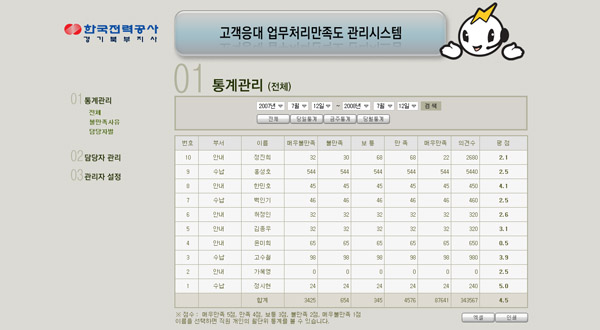 한국전력공사
경기북부지사
고객응대 업무처리만족도 관리시스템
01 통계관리 (전체)
01 통계관리
전체
불만족사유
담당자별
02 담당자 관리
03 관리자 설정
2007년 7월 12일 ~ 2008년 1월 12일 검색
전체 당일통계 금주통계 당월통계
번호 부서 이름 매우불만족 불만족 보통 만족 매우만족 의견수 평점
10 안내 정진희 32 30 68 68 22 2680 2.1
9 수납 홍성호 544 544 544 544 544 5440 2.5
8 안내 한민호 45 45 45 45 45 450 4.1
7 수납 백인기 46 46 46 46 46 460 2.5
6 안내 허정민 32 32 32 32 32 320 2.6
5 안내 김종우 32 32 32 32 32 320 3.1
4 안내 윤미희 65 65 65 65 65 650 0.5
3 수납 고수율 98 98 98 98 98 980 3.9
2 안내 가혜영 0 0 0 0 0 0 2.5
1 수납 정시현 24 24 24 24 24 240 5.0
합계 3425 654 345 4576 67641 343567 4.5
※ 점수 : 매우만족 5점, 만족 4점, 보통 3점, 불만족 2점, 매우불만족 1점
이름을 선택하면 직원 개인이 월단위 통계를 볼 수 있습니다.
엑셀 인쇄